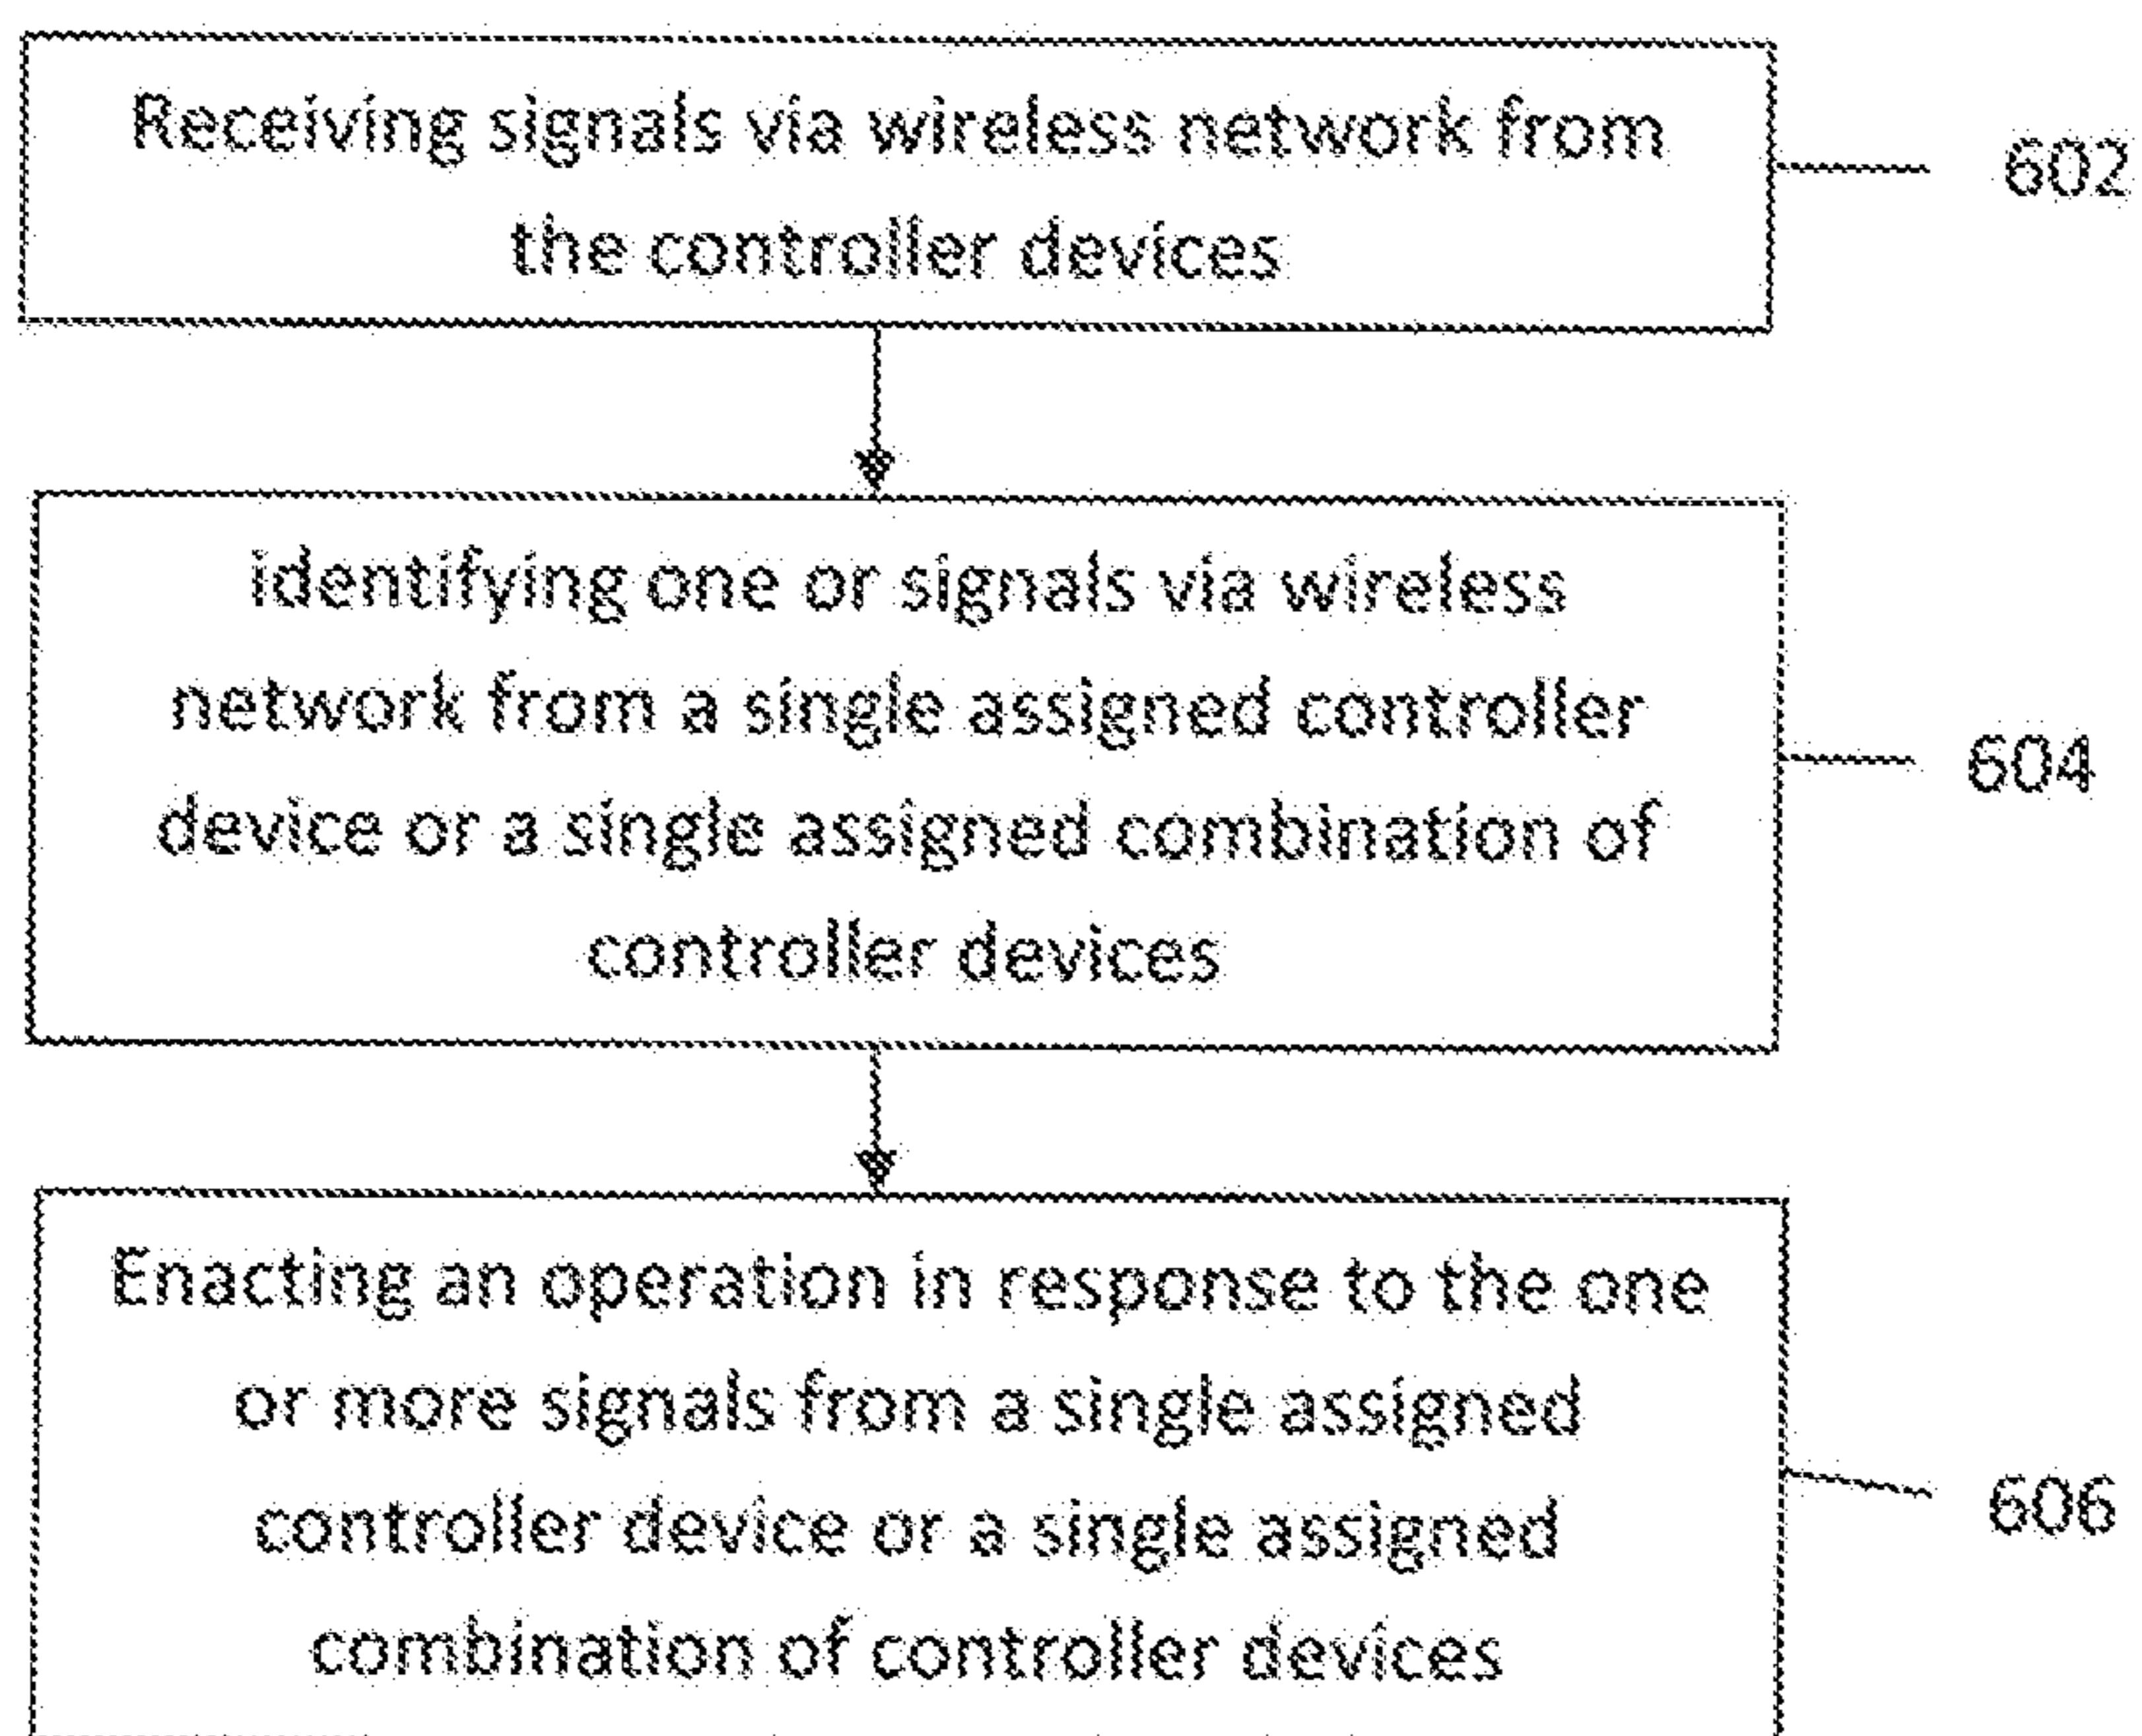 Receiving signals via wireless network from
the controller devices
602
identifying one or signals via wireless
network from a single assigned controller
device or a single assigned combination of
controller devices
604
Enacting an operation in response to the one
or more signals from a single assigned
controller device or a single assigned
combination of controller devices
606